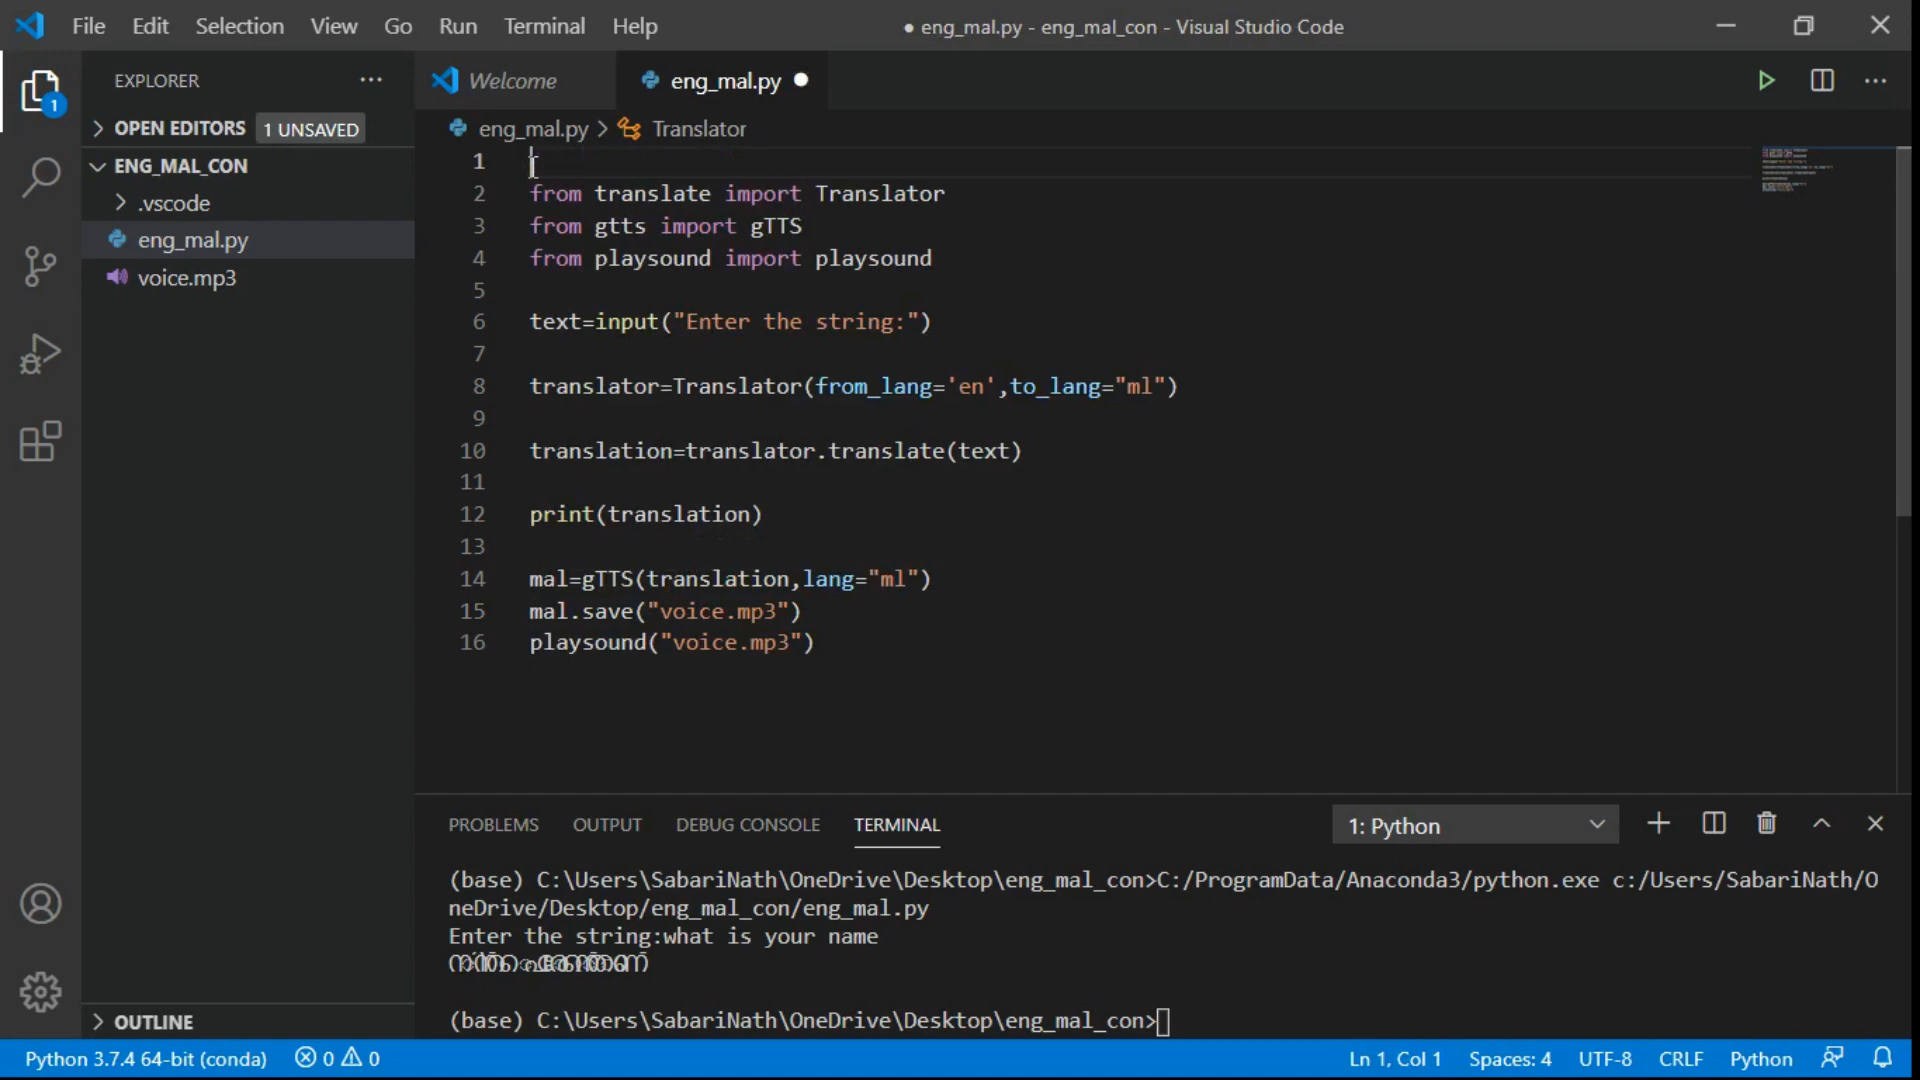 File Edit Selection View Go Run Terminal Help
● eng_mal.py - eng_mal_con - Visual Studio Code
EXPLORER
OPEN EDITORS 1 UNSAVED
ENG_MAL_CON
.vscode
eng_mal.py
voice.mp3
OUTLINE
1
Welcome
eng_mal.py
eng_mal.py > Translator
1
2 from translate import Translator
3 from gtts import gTTS
4 from playsound import playsound
5
6 text=input("Enter the string:")
7
8 translator=Translator(from_lang='en',to_lang="ml")
9
10 translation=translator.translate(text)
11
12 print(translation)
13
14 mal=gTTS(translation,lang="ml")
15 mal.save("voice.mp3")
16 playsound("voice.mp3")
PROBLEMS OUTPUT DEBUG CONSOLE TERMINAL
1: Python
(base) C:\Users\SabariNath\OneDrive\Desktop\eng_mal_con>C:/ProgramData/Anaconda3/python.exe c:/Users/SabariNath/O
neDrive/Desktop/eng_mal_con/eng_mal.py
Enter the string:what is your name
(base) C:\Users\SabariNath\OneDrive\Desktop\eng_mal_con>
Python 3.7.4 64-bit (conda) 0 0
Ln 1, Col 1 Spaces: 4 UTF-8 CRLF Python